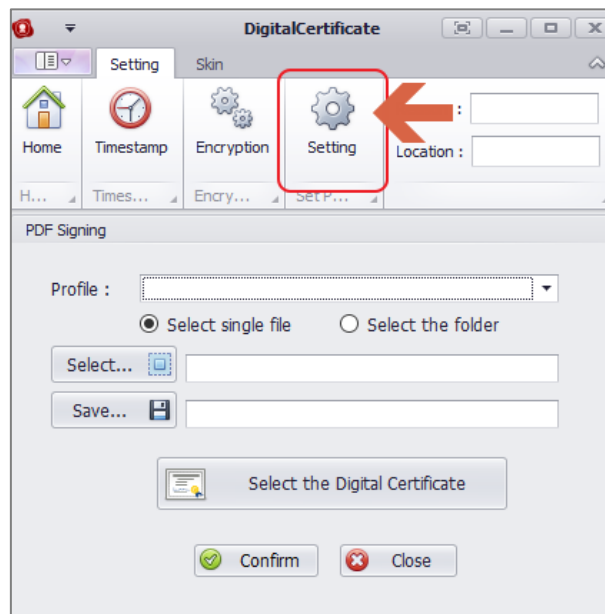 DigitalCertificate
Setting Skin
Home Timestamp Encryption Setting :
Location :
H... Times... Encry... Set P...
PDF Signing
Profile :
Select single file Select the folder
Select...
Save...
Select the Digital Certificate
Confirm Close